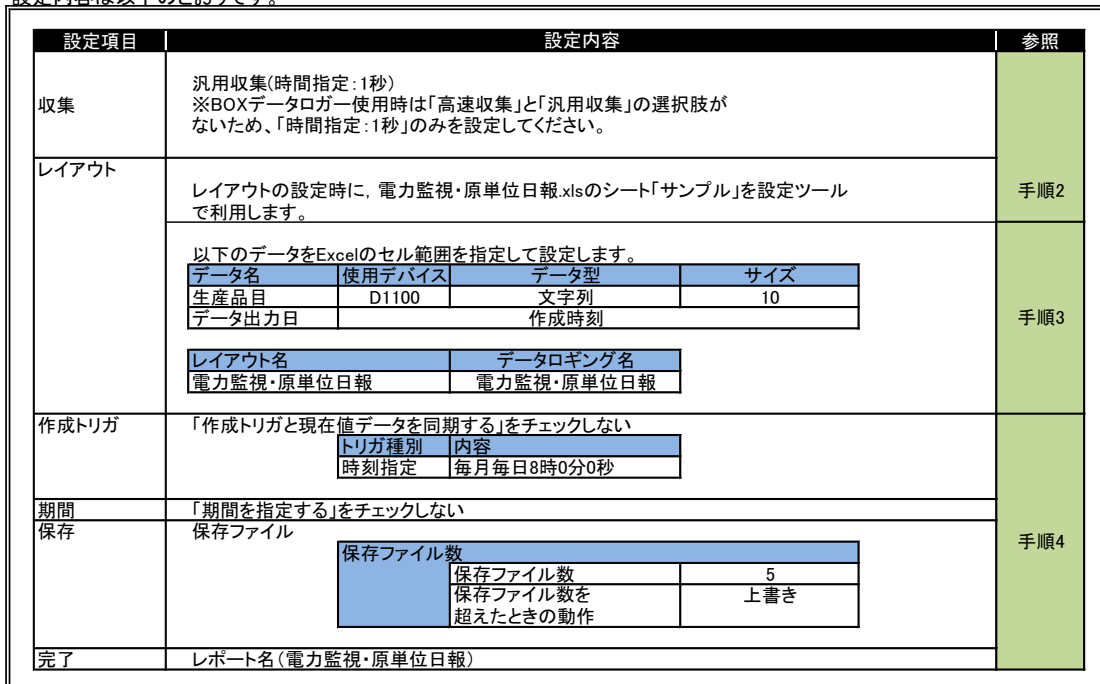 設定内容は以下のとおりです。
設定項目 設定内容 参照
収集
汎用収集(時間指定:1秒)
※BOXデータロガー使用時は「高速収集」と「汎用収集」の選択肢が
ないため、「時間指定:1秒」のみを設定してください。
レイアウト
レイアウトの設定時に, 電力監視・原単位日報.xlsのシート「サンプル」を設定ツール
で利用します。
手順2
以下のデータをExcelのセル範囲を指定して設定します。
データ名 使用デバイス データ型 サイズ
生産品目 D1100 文字列 10
データ出力日 作成時刻
手順3
レイアウト名 データロギング名
電力監視・原単位日報 電力監視・原単位日報
作成トリガ 「作成トリガと現在値データを同期する」をチェックしない
トリガ種別 内容
時刻指定 毎月毎日8時0分0秒
期間 「期間を指定する」をチェックしない
保存 保存ファイル
手順4
保存ファイル数
保存ファイル数 5
保存ファイル数を 上書き
超えたときの動作
完了 レポート名(電力監視・原単位日報)